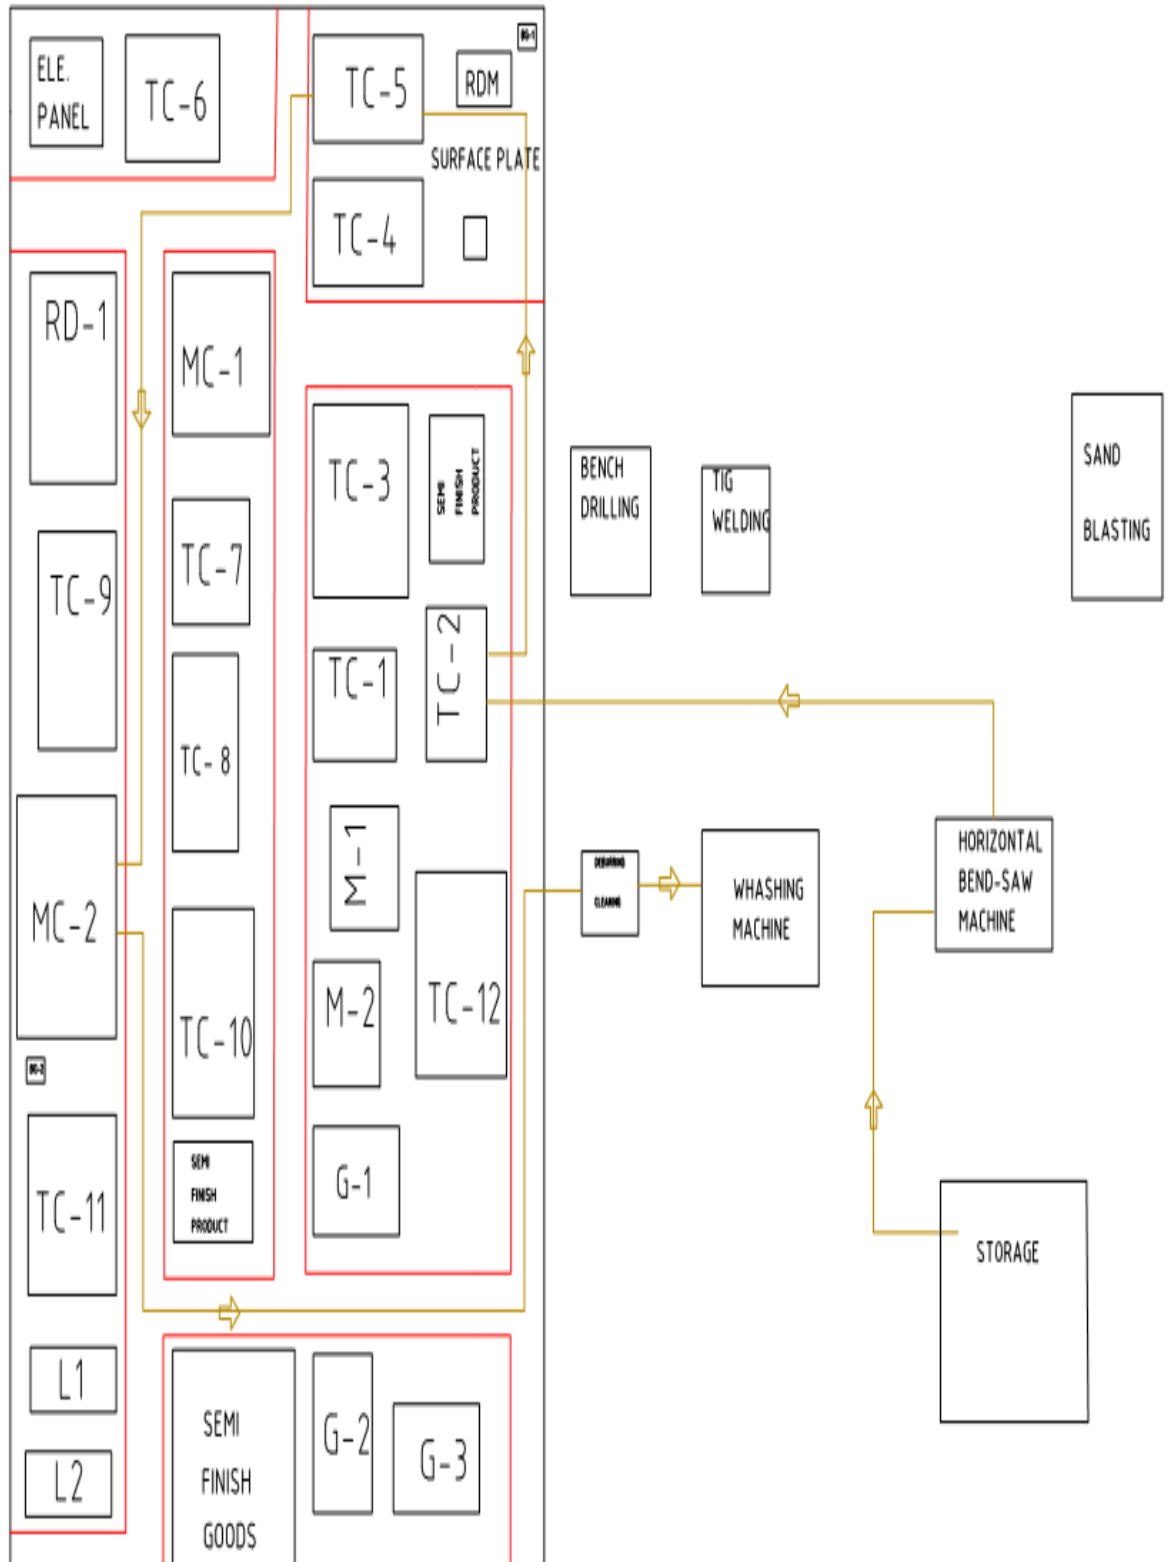 ELE.
PANEL
TC-6
TC-5
RDM
SURFACE PLATE
TC-4
RD-1
MC-1
TC-3
SEMI
FINISH
PRODUCT
BENCH
DRILLING
TIG
WELDING
SAND
BLASTING
TC-9
TC-7
TC-1
TC-2
TC-8
M-1
MC-2
DEBURRING
CLEANING
WHASHING
MACHINE
HORIZONTAL
BEND-SAW
MACHINE
TC-10
M-2
TC-12
TC-11
SEMI
FINISH
PRODUCT
G-1
STORAGE
L1
L2
SEMI
FINISH
GOODS
G-2
G-3